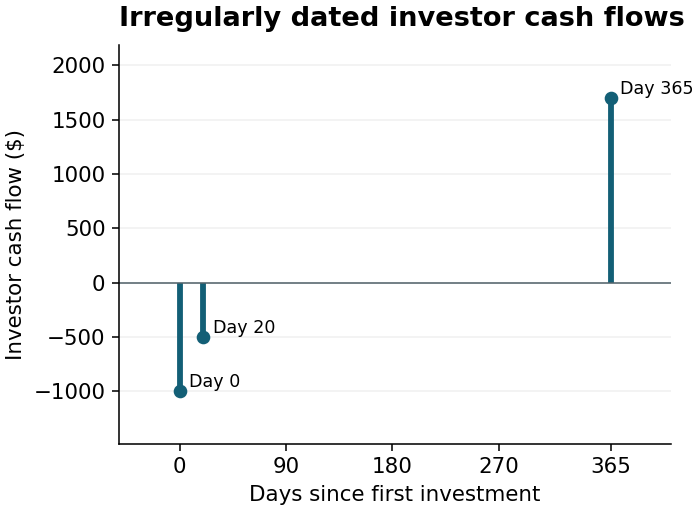 Irregularly dated investor cash flows
Investor cash flow ($)
2000
1500
1000
500
0
−500
−1000
Day 365
Day 20
Day 0
0 90 180 270 365
Days since first investment